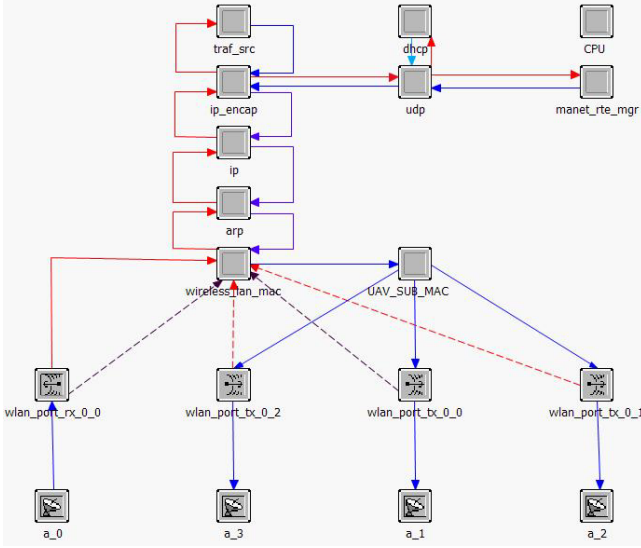 traf_src
dhcp
CPU
ip_encap
udp
manet_rte_mgr
ip
arp
wireless_lan_mac
UAV_SUB_MAC
wlan_port_rx_0_0
wlan_port_tx_0_2
wlan_port_tx_0_0
wlan_port_tx_0_1
a_0
a_3
a_1
a_2